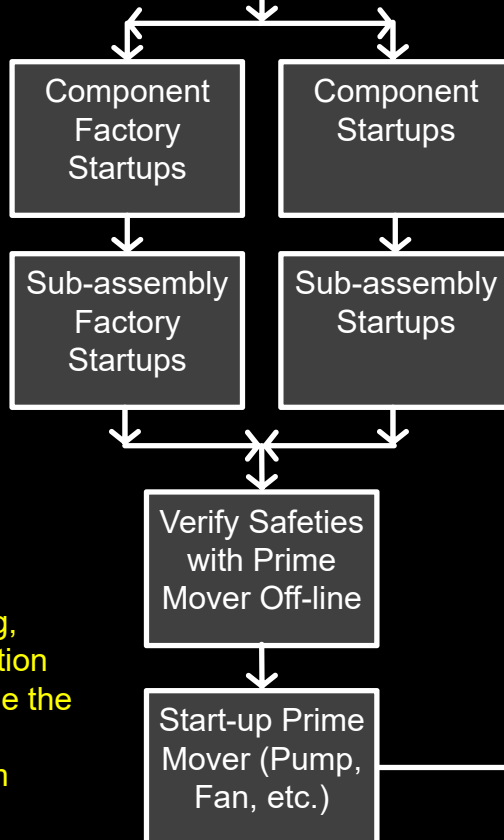 Component
Factory
Startups
Component
Startups
Sub-assembly
Factory
Startups
Sub-assembly
Startups
Verify Safeties
with Prime
Mover Off-line
e the
Start-up Prime
Mover (Pump,
Fan, etc.)